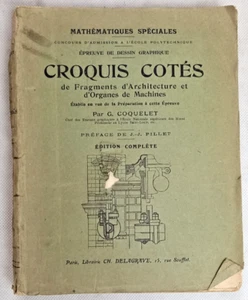 MATHÉMATIQUES SPÉCIALES
CONCOURS D'ADMISSION A L'ÉCOLE POLYTECHNIQUE
ÉPREUVE DE DESSIN GRAPHIQUE
CROQUIS COTÉS
de Fragments d'Architecture et
d'Organes de Machines
Établis en vue de la Préparation à cette Épreuve
Par G. COQUELET
PRÉFACE DE J.-J. PILLET
ÉDITION COMPLÈTE
Paris, Librairie CH. DELAGRAVE, 15, rue Soufflot